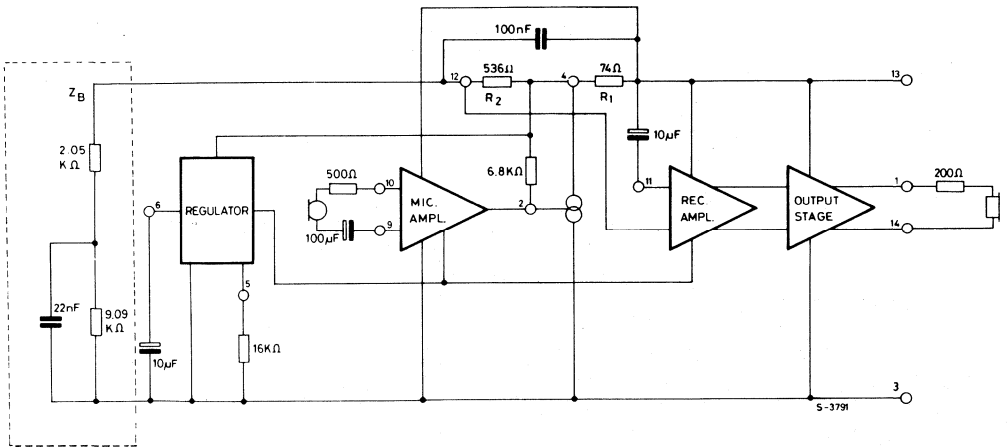 100nF
12
536Ω
4
74Ω
13
Z_B
R_2
R_1
2.05
KΩ
10µF
6.8KΩ
500Ω
10
11
1
200Ω
6
REGULATOR
MIC.
AMPL.
2
REC.
AMPL.
OUTPUT
STAGE
100µF
9
14
5
22nF
9.09
KΩ
10µF
16KΩ
3
S-3791